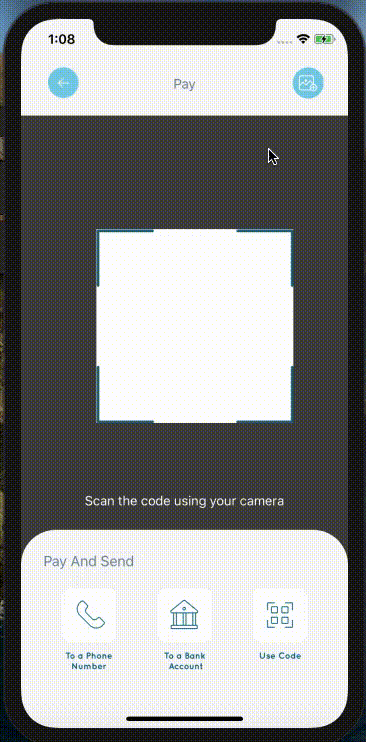 1:08
Pay
Scan the code using your camera
Pay And Send
To a Phone
Number
To a Bank
Account
Use Code